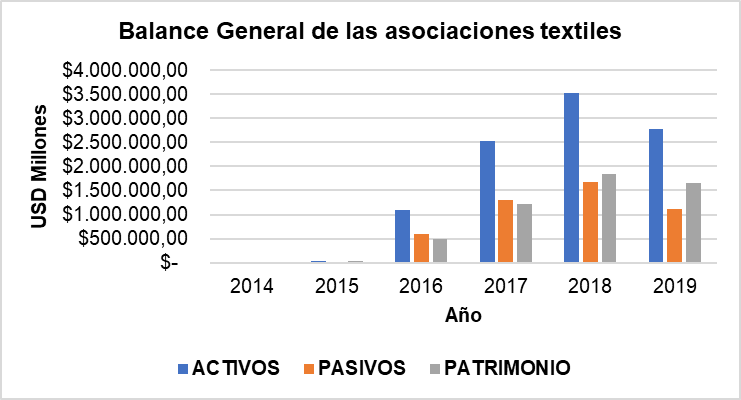 Balance General de las asociaciones textiles
USD Millones
$4.000.000,00
$3.500.000,00
$3.000.000,00
$2.500.000,00
$2.000.000,00
$1.500.000,00
$1.000.000,00
$500.000,00
$-
2014 2015 2016 2017 2018 2019
Año
ACTIVOS PASIVOS PATRIMONIO